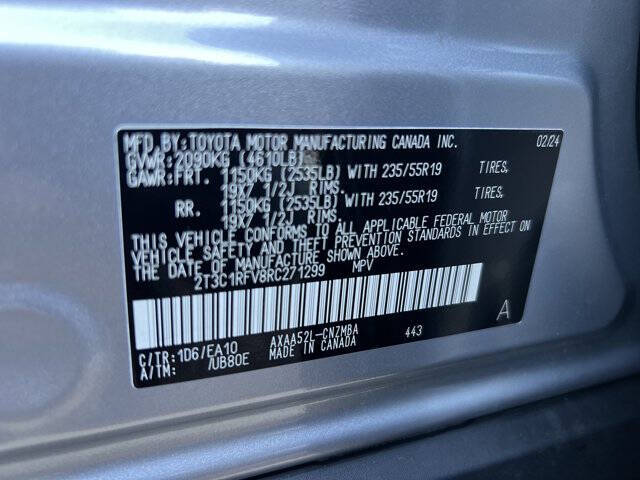 MFD. BY: TOYOTA MOTOR MANUFACTURING CANADA INC. 02/24
GVWR: 2090KG (4610LB)
GAWR: FRT. 1150KG (2535LB) WITH 235/55R19 TIRES,
19X7 1/2J RIMS.
RR. 1150KG (2535LB) WITH 235/55R19 TIRES,
19X7 1/2J RIMS.
THIS VEHICLE CONFORMS TO ALL APPLICABLE FEDERAL MOTOR
VEHICLE SAFETY AND THEFT PREVENTION STANDARDS IN EFFECT ON
THE DATE OF MANUFACTURE SHOWN ABOVE.
2T3C1RFV8RC271299 MPV
A
C/TR: 1D6/EA10 AXAA52L-CNZMBA 443
A/TM: /UB80E MADE IN CANADA